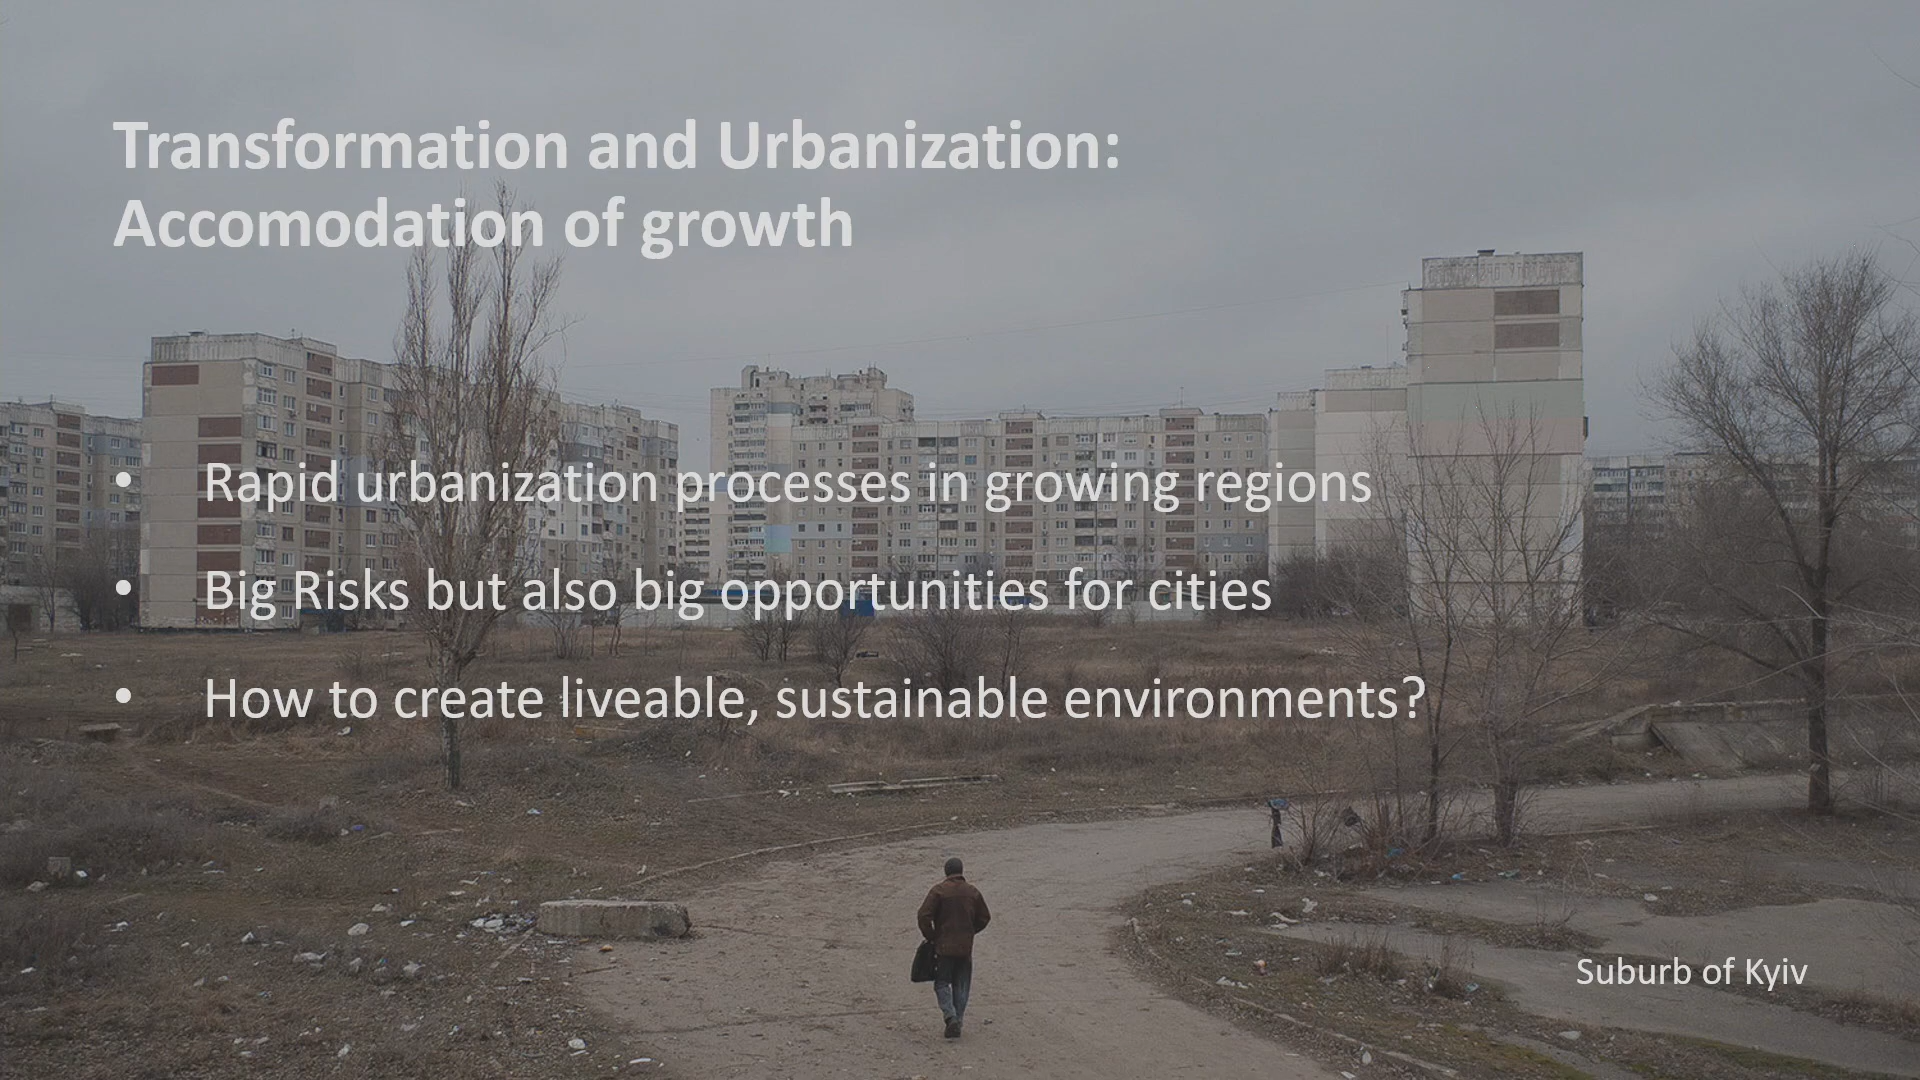 Transformation and Urbanization:
Accomodation of growth
• Rapid urbanization processes in growing regions
• Big Risks but also big opportunities for cities
• How to create liveable, sustainable environments?
Suburb of Kyiv